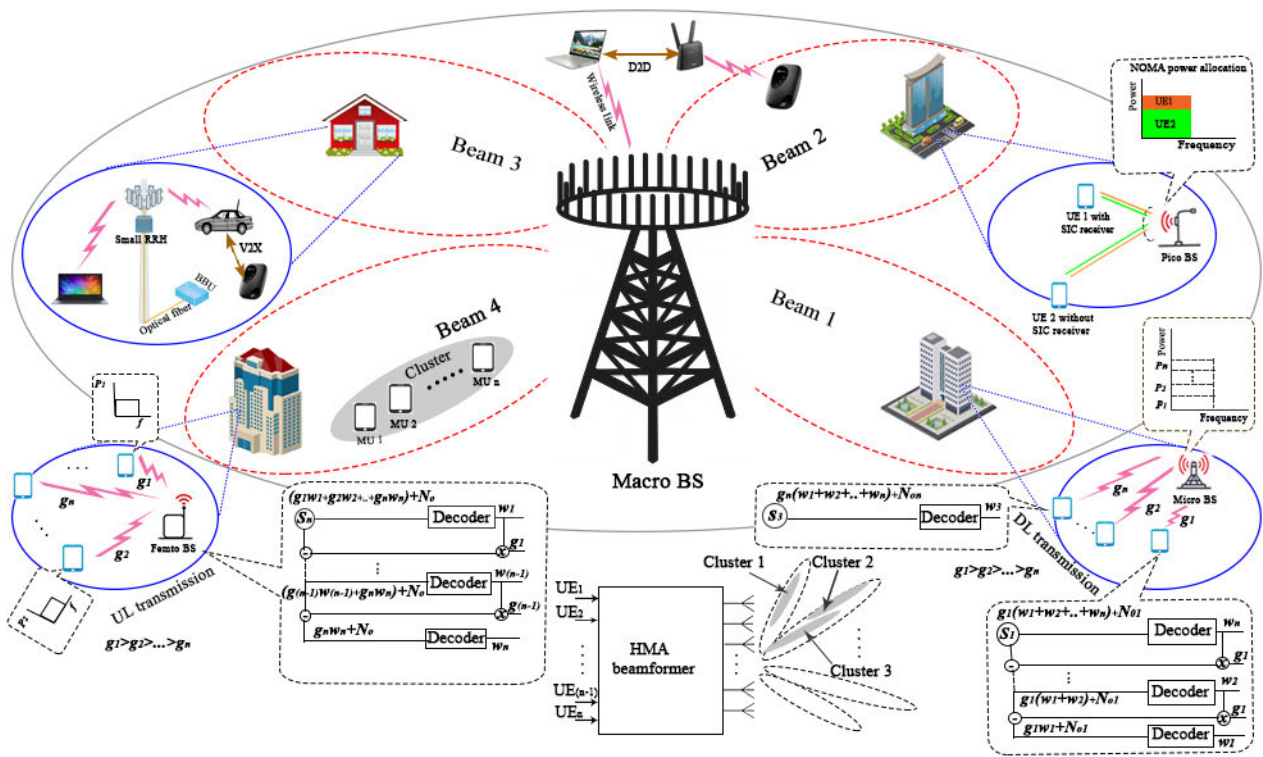 D2D
Wireless link
Beam 3
Beam 2
NOMA power allocation
Power
UE1
UE2
Frequency
UE 1 with
SIC receiver
Pico BS
UE 2 without
SIC receiver
Small RRH
V2X
BBU
Optical fiber
Beam 4
Cluster
MU 1
MU 2
MU n
Beam 1
Macro BS
Power
Pn
P2
P1
Frequency
P1
f
g1
gn
g2
Femto BS
P2
f
UL transmission
g1>g2>...>gn
(g1w1+g2w2+..+gnwn)+No
Sn
Decoder
w1
g1
-
x
(g(n-1)w(n-1)+gnwn)+No
Decoder
w(n-1)
g(n-1)
-
x
gnwn+No
Decoder
wn
gn(w1+w2+..+wn)+Non
S3
Decoder
w3
DL transmission
g1>g2>...>gn
Micro BS
gn
g2
g1
UE1
UE2
UE(n-1)
UEn
HMA
beamformer
Cluster 1
Cluster 2
Cluster 3
g1(w1+w2+..+wn)+N01
S1
Decoder
wn
g1
-
x
g1(w1+w2)+No1
Decoder
w2
g1
-
x
g1w1+No1
Decoder
w1